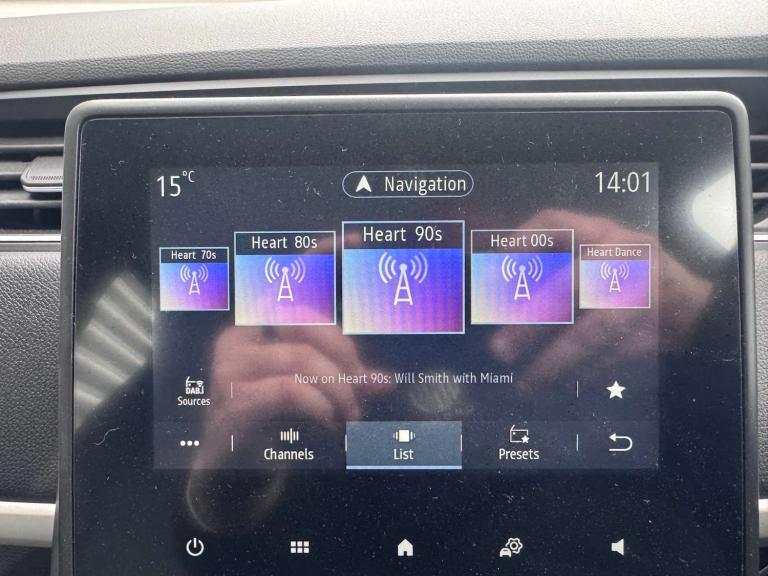 15°C
Navigation
14:01
Heart 70s
Heart 80s
Heart 90s
Heart 00s
Heart Dance
Now on Heart 90s: Will Smith with Miami
DAB
Sources
Channels
List
Presets